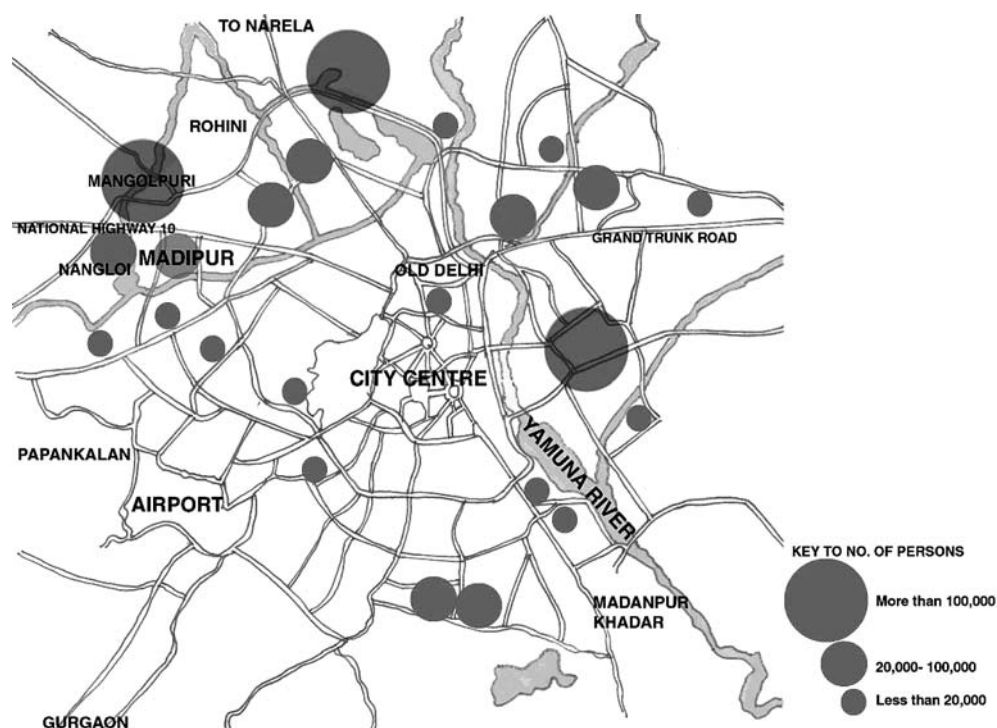 TO NARELA
ROHINI
MANGOLPURI
NATIONAL HIGHWAY 10
NANGLOI
MADIPUR
GRAND TRUNK ROAD
OLD DELHI
CITY CENTRE
YAMUNA RIVER
PAPANKALAN
AIRPORT
MADANPUR
KHADAR
GURGAON
KEY TO NO. OF PERSONS
More than 100,000
20,000- 100,000
Less than 20,000